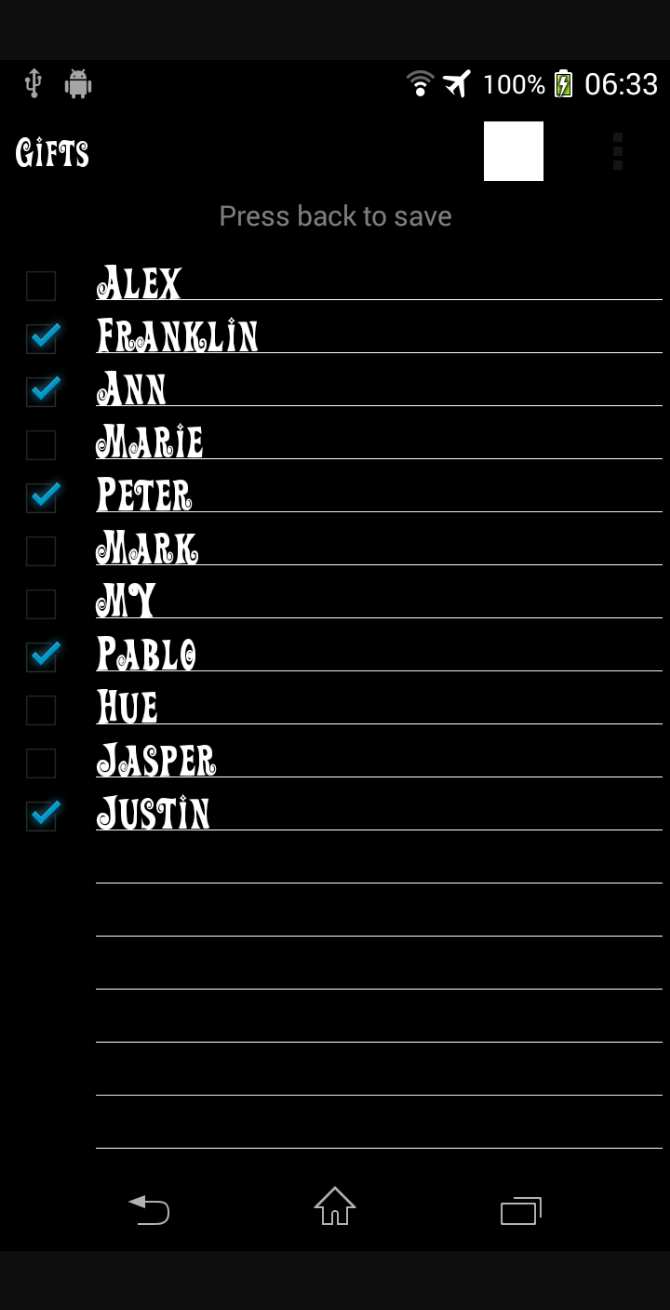 100% 06:33
Gifts
Press back to save
Alex
Franklin
Ann
Marie
Peter
Mark
MY
Pablo
Hue
Jasper
Justin